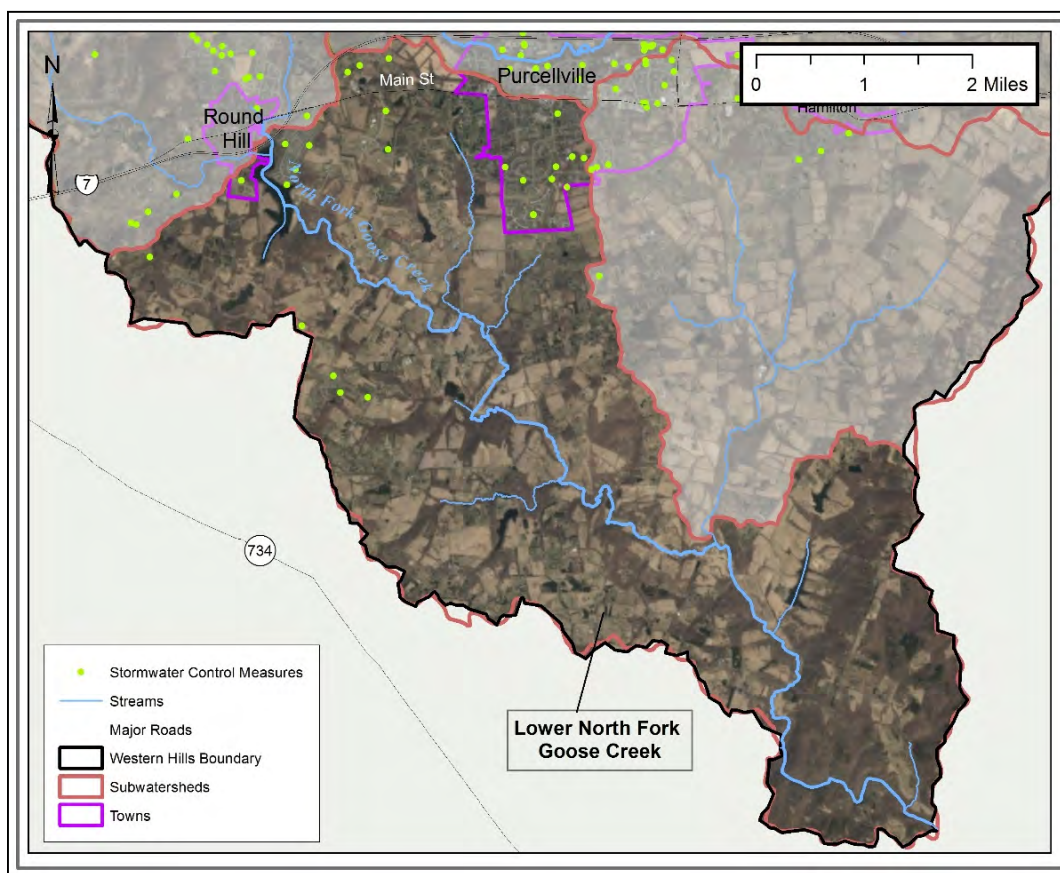 N
Main St
Purcellville
0 1 2 Miles
Hamilton
Round
Hill
7
North Fork Goose Creek
734
Stormwater Control Measures
Streams
Major Roads
Western Hills Boundary
Subwatersheds
Towns
Lower North Fork
Goose Creek